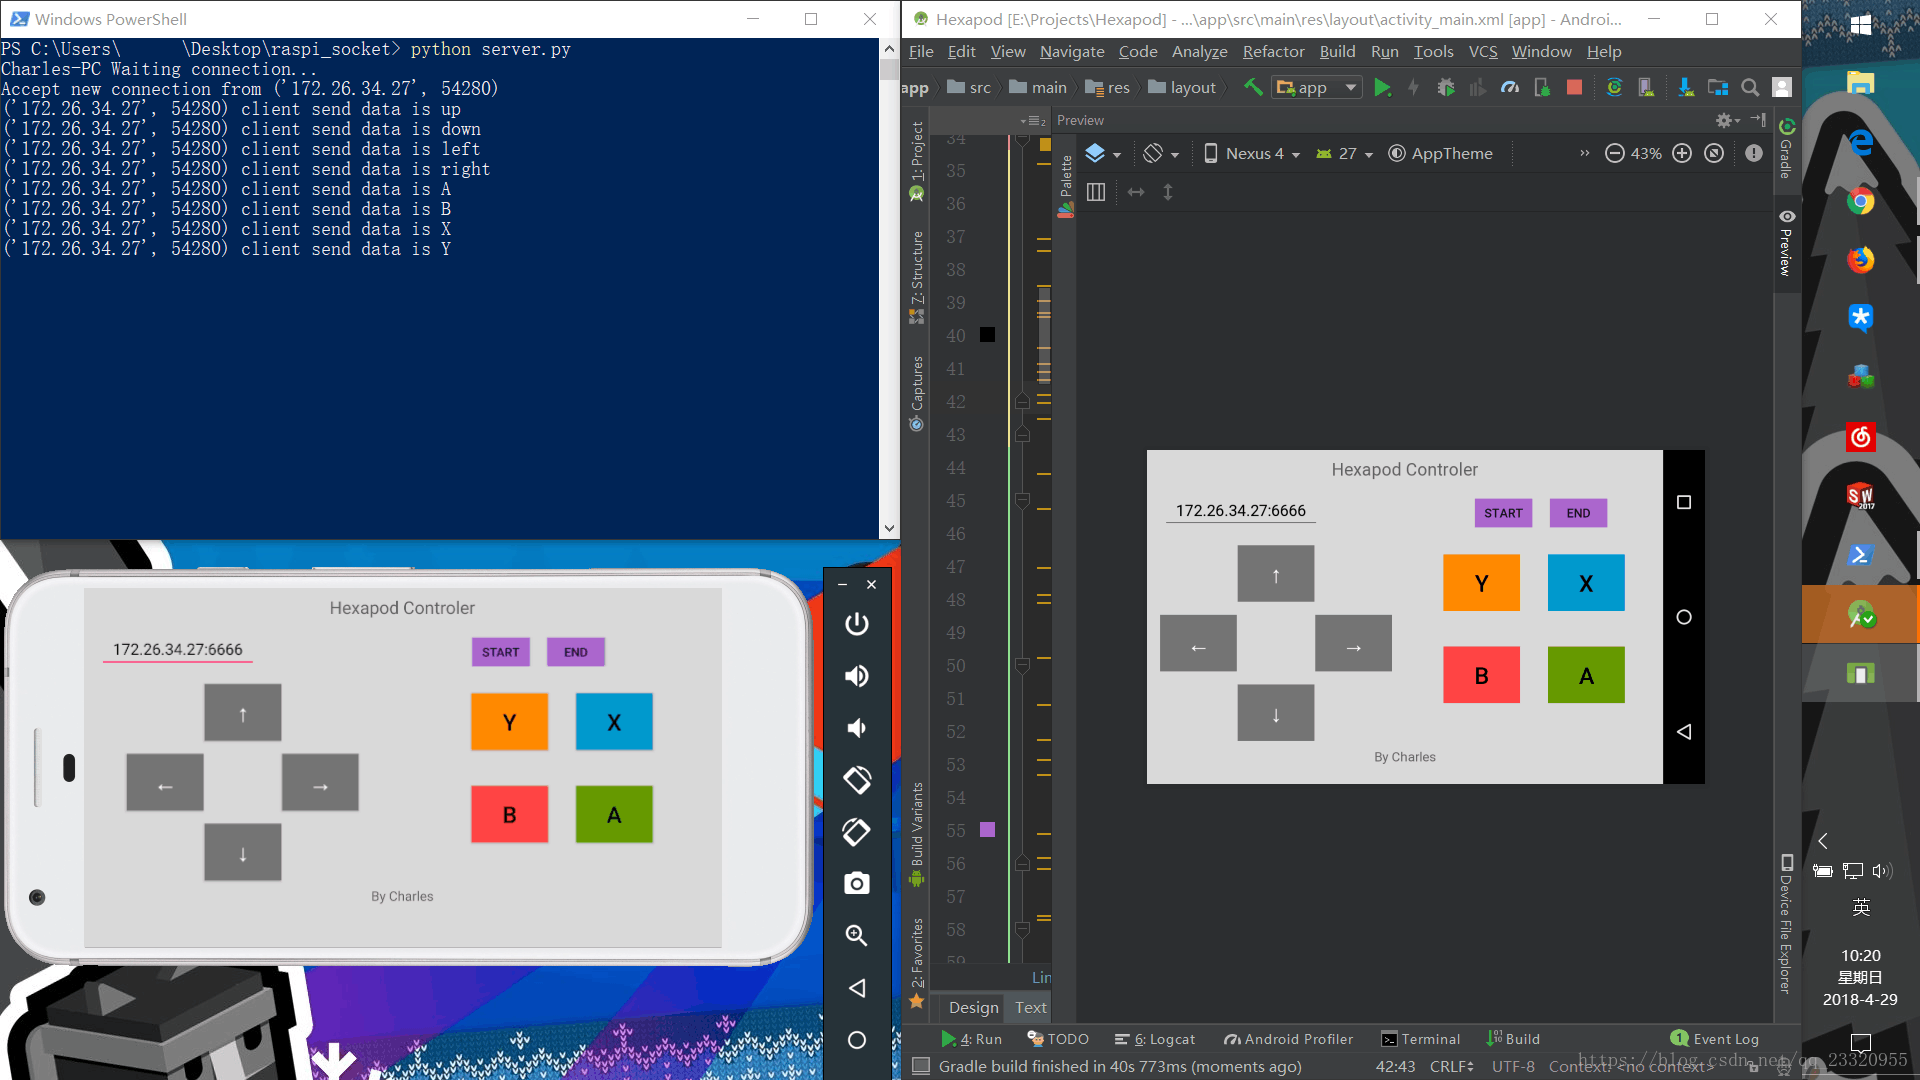 Windows PowerShell
PS C:\Users\      \Desktop\raspi_socket> python server.py
Charles-PC Waiting connection...
Accept new connection from ('172.26.34.27', 54280)
('172.26.34.27', 54280) client send data is up
('172.26.34.27', 54280) client send data is down
('172.26.34.27', 54280) client send data is left
('172.26.34.27', 54280) client send data is right
('172.26.34.27', 54280) client send data is A
('172.26.34.27', 54280) client send data is B
('172.26.34.27', 54280) client send data is X
('172.26.34.27', 54280) client send data is Y
Hexapod Controler
172.26.34.27:6666
START END
↑
Y X
← →
B A
↓
By Charles
Hexapod [E:\Projects\Hexapod] - ...\app\src\main\res\layout\activity_main.xml [app] - Androi...
File Edit View Navigate Code Analyze Refactor Build Run Tools VCS Window Help
app src main res layout app
Preview
Nexus 4 27 AppTheme 43%
1: Project
7: Structure
Captures
Build Variants
2: Favorites
Palette
34
35
36
37
38
39
40
41
42
43
44
45
46
47
48
49
50
51
52
53
54
55
56
57
58
59
Lin
Hexapod Controler
172.26.34.27:6666
START END
↑
Y X
← →
B A
↓
By Charles
Gradle
Preview
Device File Explorer
Design Text
4: Run TODO 6: Logcat Android Profiler Terminal Build 1 Event Log
Gradle build finished in 40s 773ms (moments ago) 42:43 CRLF UTF-8 Context: <no context>
SW
2017
英
10:20
星期日
2018-4-29
https://blog.csdn.net/qq_23320955